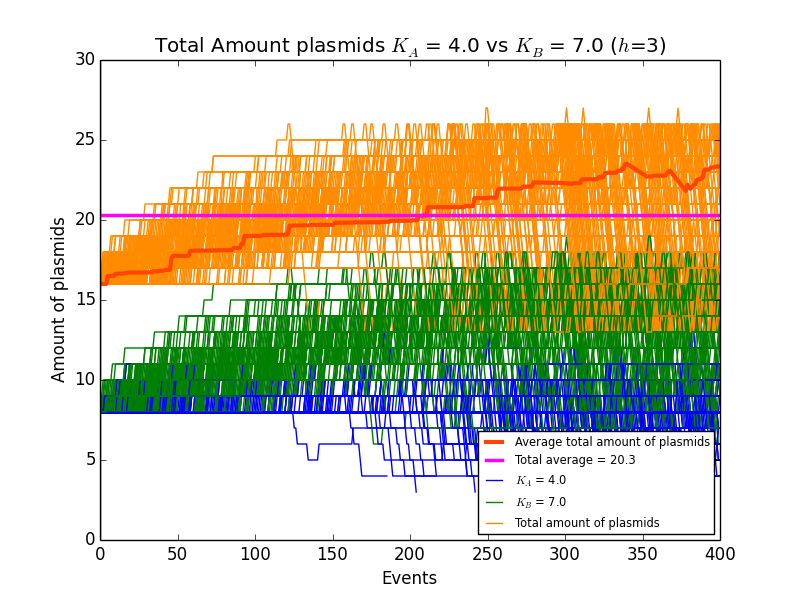 Total Amount plasmids K_A = 4.0 vs K_B = 7.0 (h=3)
30
25
20
15
10
5
0
Amount of plasmids
Average total amount of plasmids
Total average = 20.3
K_A = 4.0
K_B = 7.0
Total amount of plasmids
0 50 100 150 200 250 300 350 400
Events